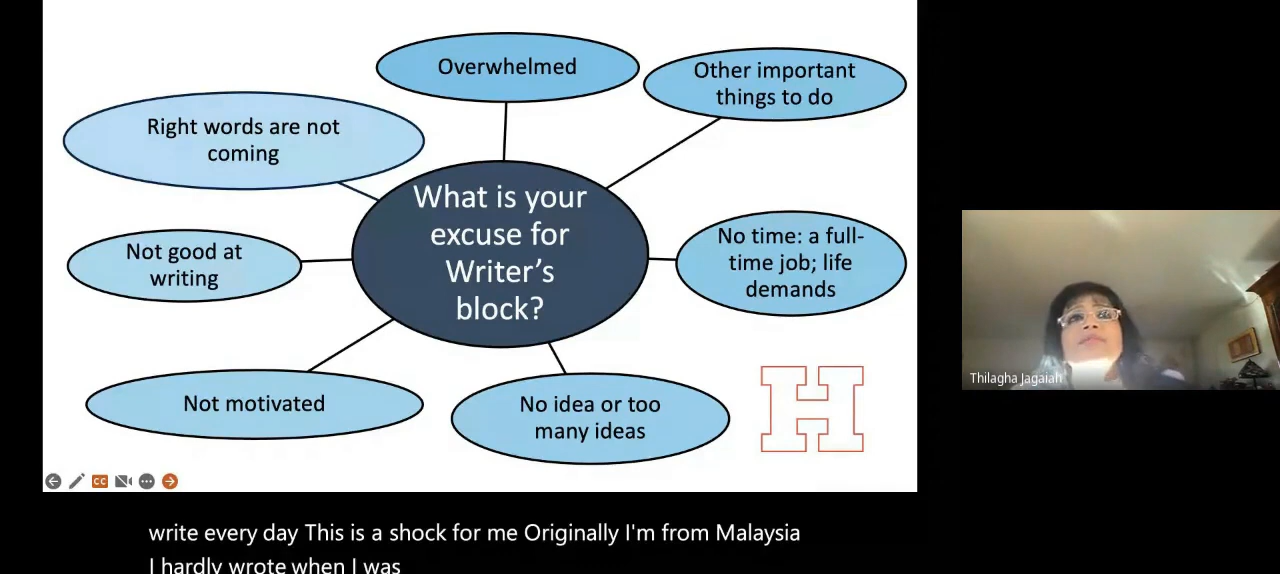 Overwhelmed
Other important
things to do
Right words are not
coming
What is your
excuse for
Writer's
block?
No time: a full-
time job; life
demands
Not good at
writing
Not motivated
No idea or too
many ideas
H
CC
Thilagha Jagaiah
write every day This is a shock for me Originally I'm from Malaysia
I hardly wrote when I was